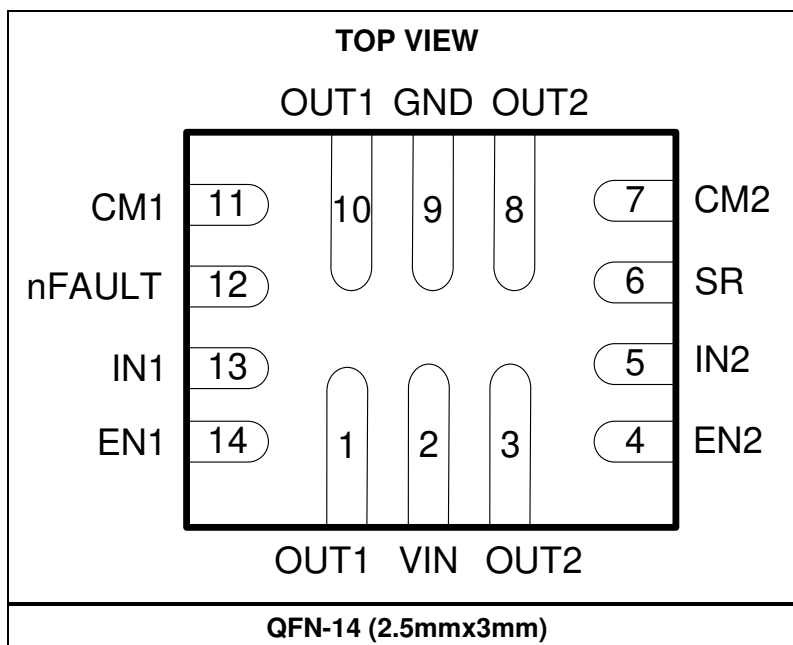 TOP VIEW
OUT1 GND OUT2
CM1 11 10 9 8 7 CM2
nFAULT 12 6 SR
IN1 13 5 IN2
EN1 14 1 2 3 4 EN2
OUT1 VIN OUT2
QFN-14 (2.5mmx3mm)